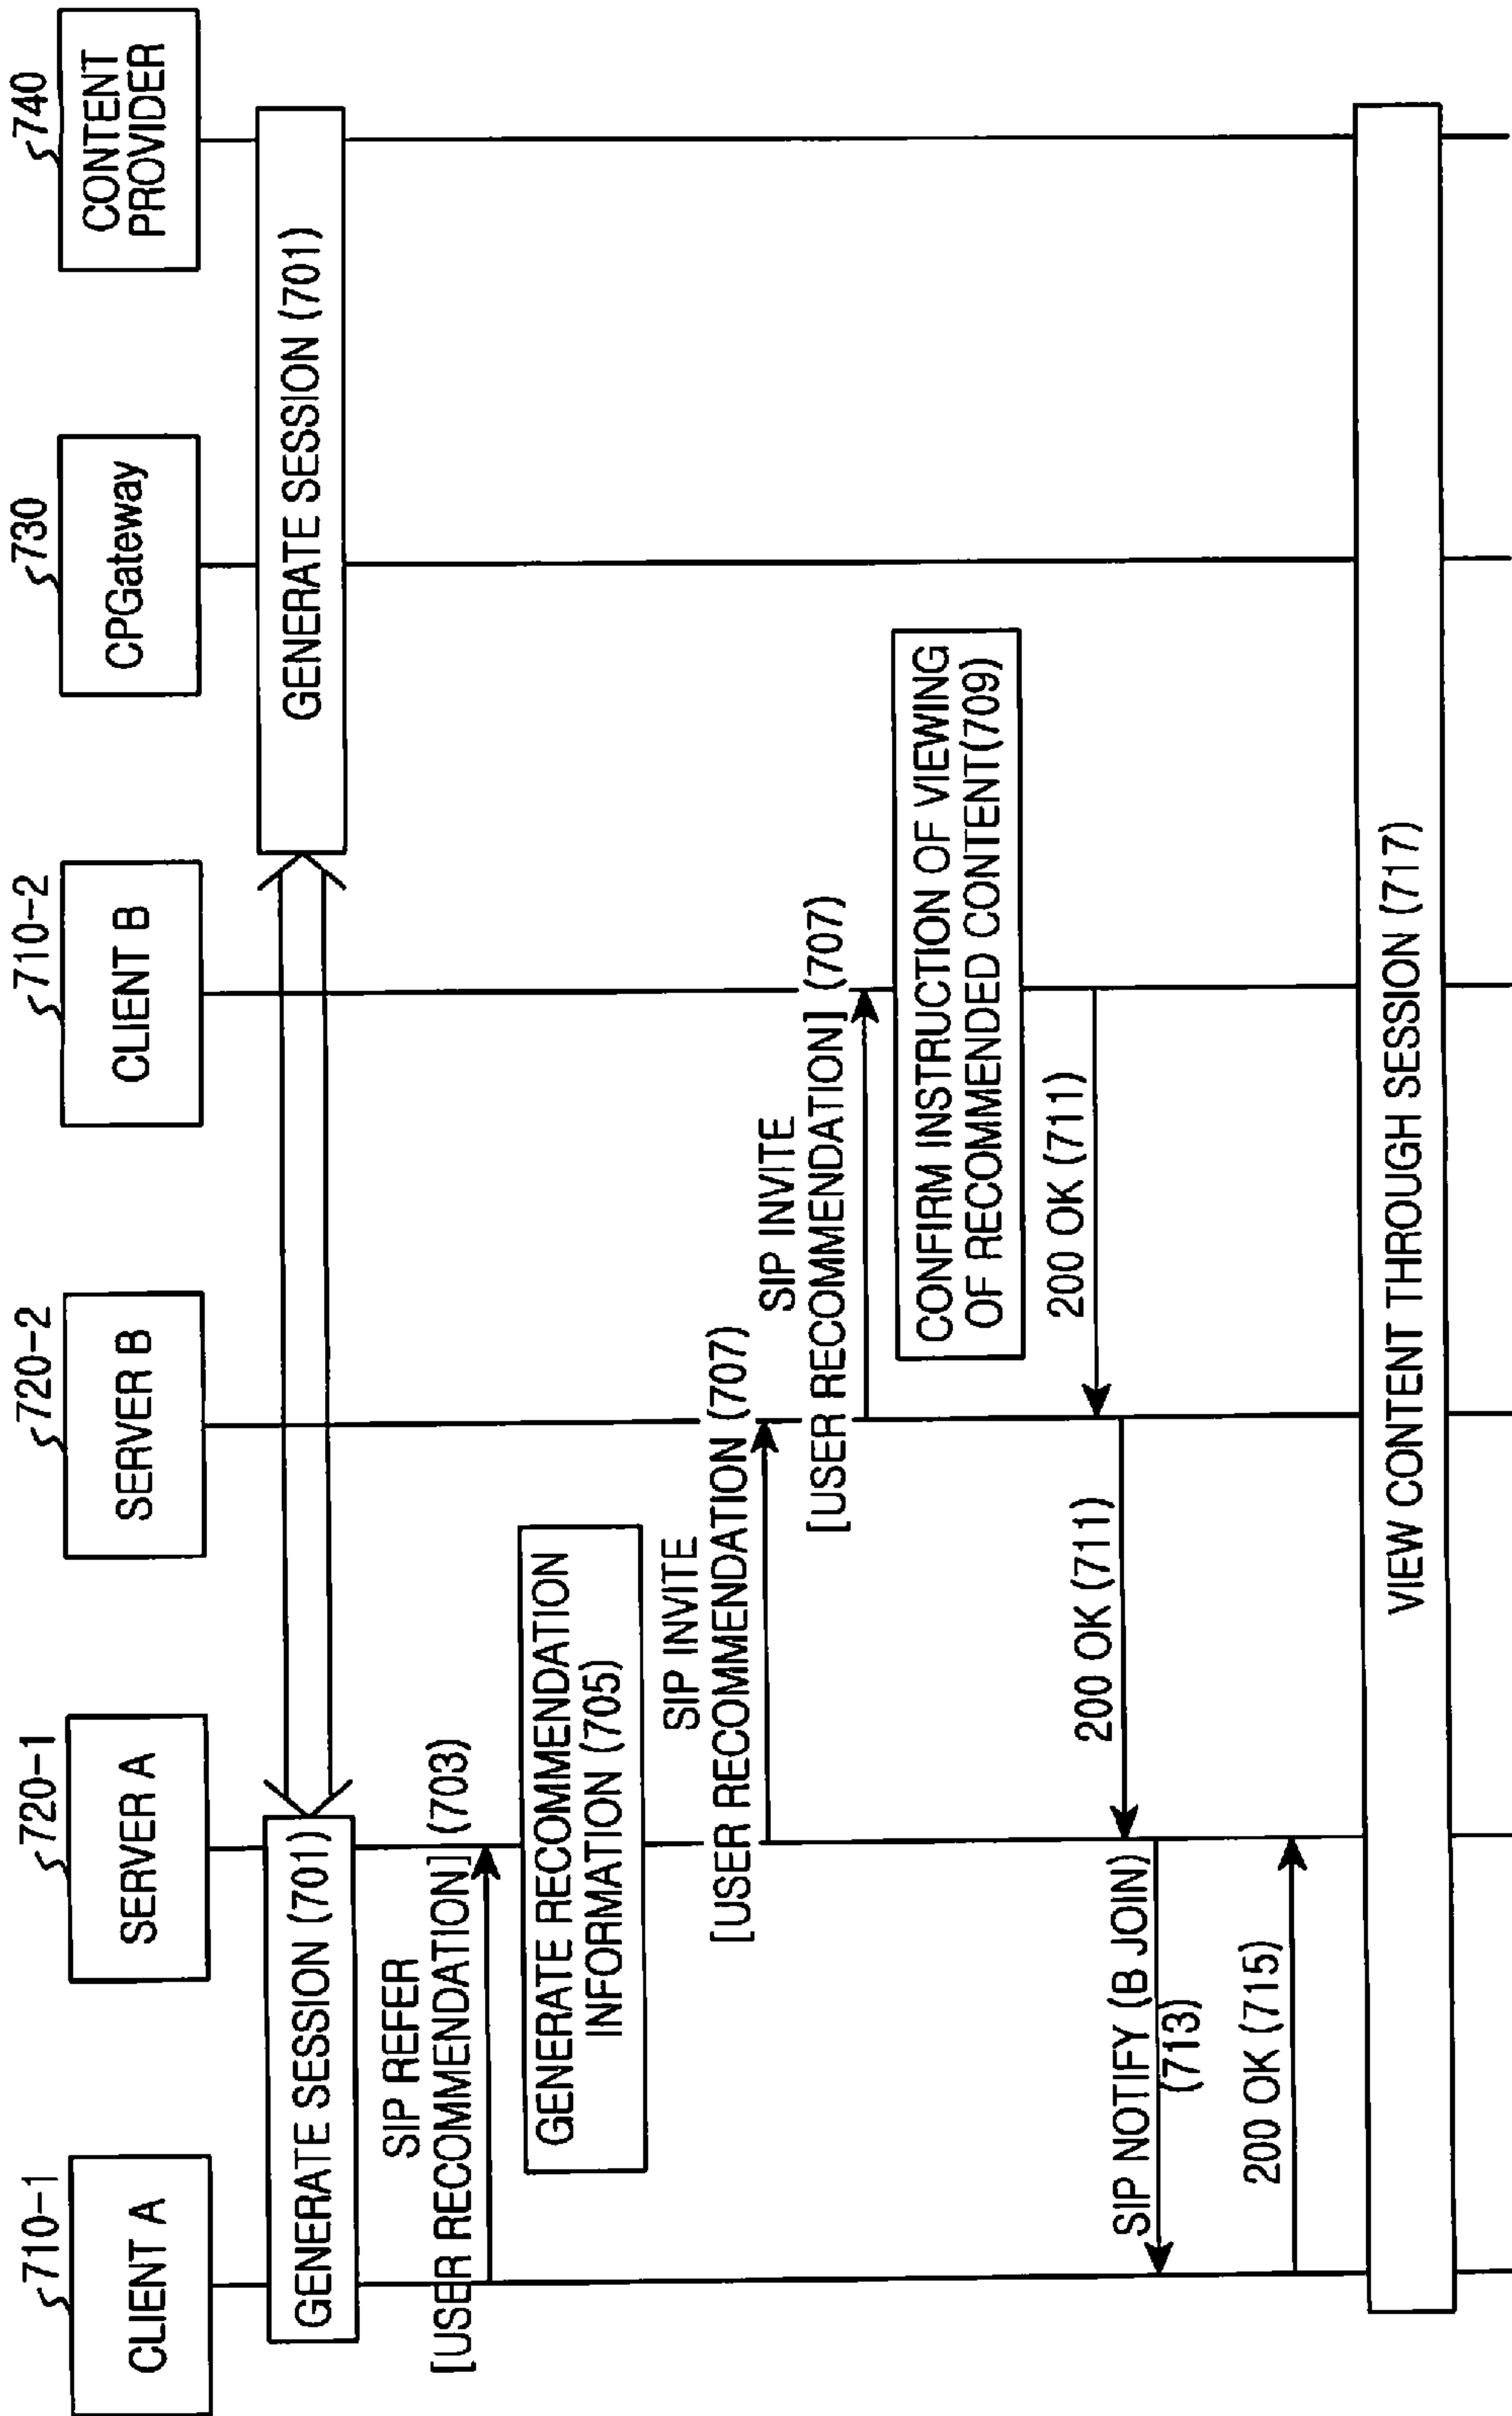 710-1
720-1
720-2
710-2
730
740
CLIENT A
SERVER A
SERVER B
CLIENT B
CPGateway
CONTENT
PROVIDER
GENERATE SESSION (701)
GENERATE SESSION (701)
SIP REFER
[USER RECOMMENDATION] (703)
GENERATE RECOMMENDATION
INFORMATION (705)
SIP INVITE
[USER RECOMMENDATION (707)
SIP INVITE
[USER RECOMMENDATION] (707)
CONFIRM INSTRUCTION OF VIEWING
OF RECOMMENDED CONTENT(709)
200 OK (711)
200 OK (711)
SIP NOTIFY (B JOIN)
(713)
200 OK (715)
VIEW CONTENT THROUGH SESSION (717)